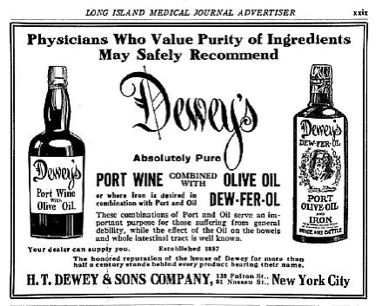 LONG ISLAND MEDICAL JOURNAL ADVERTISER xxix
Physicians Who Value Purity of Ingredients
May Safely Recommend
Dewey's
Absolutely Pure
PORT WINE COMBINED WITH OLIVE OIL
or where Iron is desired in
combination with Port and Oil DEW-FER-OL
These combinations of Port and Oil serve an im-
portant purpose for those suffering from general
debility, while the effect of the Oil on the bowels
and whole intestinal tract is well known.
Dewey's
Port Wine
with
Olive Oil.
Dewey's
DEW-FER-OL
PORT
OLIVE OIL
AND
IRON
Your dealer can supply you. Established 1857
The honored reputation of the house of Dewey for more than
half a century stands behind every product bearing their name.
H. T. DEWEY & SONS COMPANY, 138 Fulton St., New York City
81 Nassau St.,